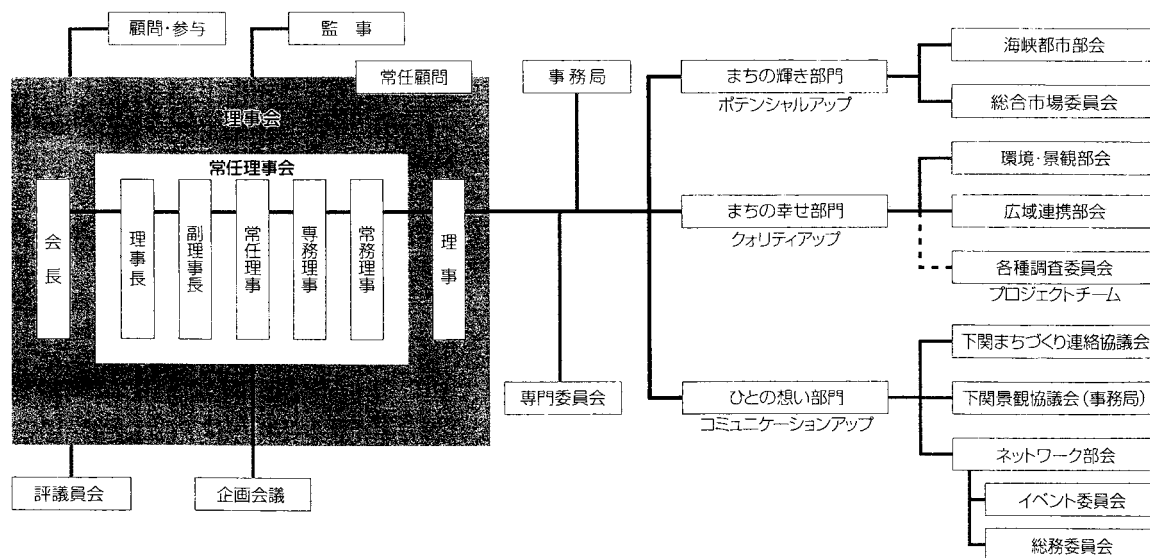 顧問・参与
監　事
常任顧問
理事会
常任理事会
会長
理事長
副理事長
常任理事
専務理事
常務理事
理事
評議員会
企画会議
事務局
専門委員会
まちの輝き部門
ポテンシャルアップ
海峡都市部会
総合市場委員会
まちの幸せ部門
クォリティアップ
環境・景観部会
広域連携部会
各種調査委員会
プロジェクトチーム
ひとの想い部門
コミュニケーションアップ
下関まちづくり連絡協議会
下関景観協議会（事務局）
ネットワーク部会
イベント委員会
総務委員会